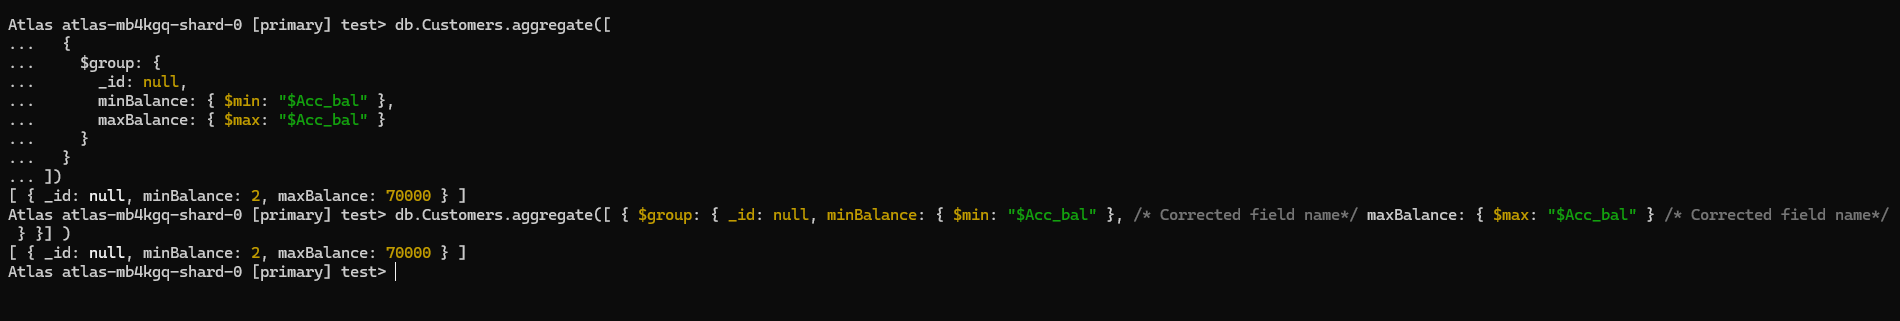 Atlas atlas-mb4kgq-shard-0 [primary] test> db.Customers.aggregate([
...   {
...     $group: {
...       _id: null,
...       minBalance: { $min: "$Acc_bal" },
...       maxBalance: { $max: "$Acc_bal" }
...     }
...   }
... ])
[ { _id: null, minBalance: 2, maxBalance: 70000 } ]
Atlas atlas-mb4kgq-shard-0 [primary] test> db.Customers.aggregate([ { $group: { _id: null, minBalance: { $min: "$Acc_bal" }, /* Corrected field name*/ maxBalance: { $max: "$Acc_bal" } /* Corrected field name*/
 } }] )
[ { _id: null, minBalance: 2, maxBalance: 70000 } ]
Atlas atlas-mb4kgq-shard-0 [primary] test>